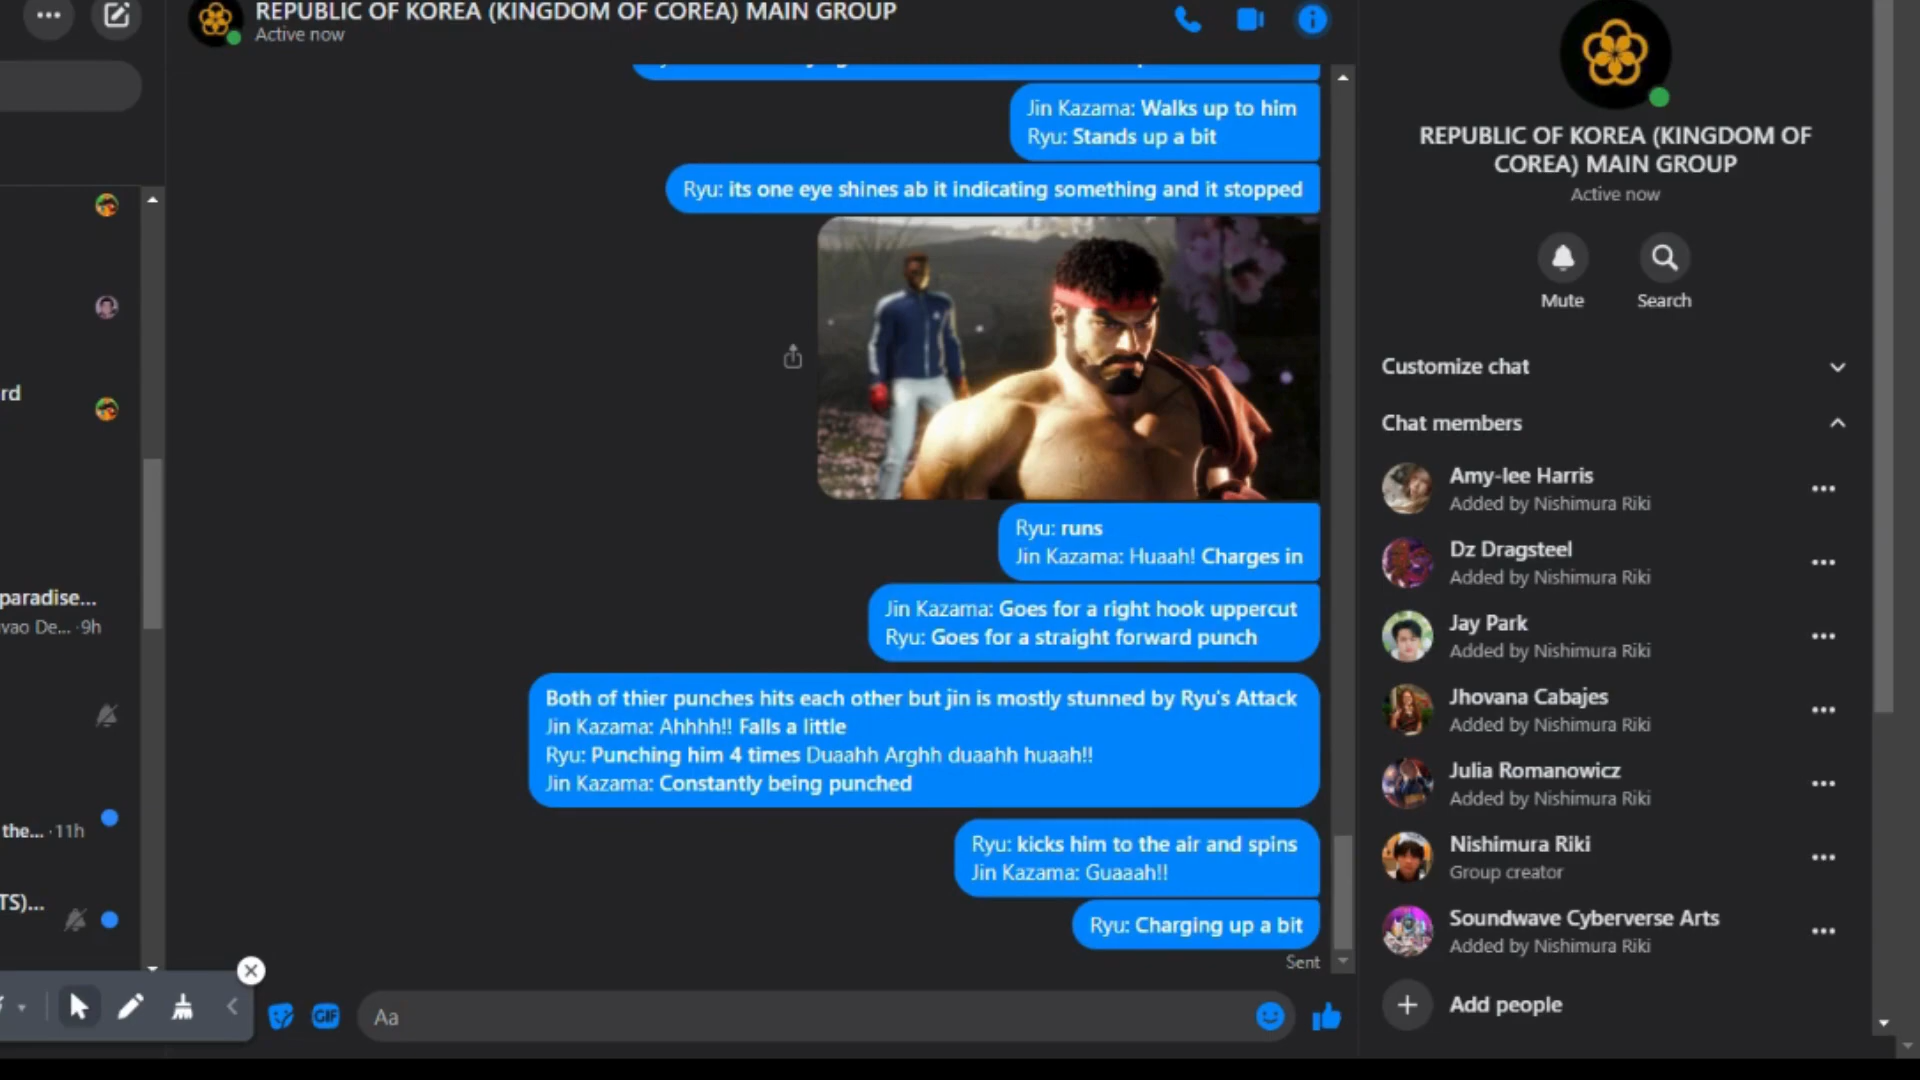 REPUBLIC OF KOREA (KINGDOM OF COREA) MAIN GROUP
Active now
Jin Kazama: Walks up to him
Ryu: Stands up a bit
Ryu: its one eye shines ab it indicating something and it stopped
Ryu: runs
Jin Kazama: Huaah! Charges in
Jin Kazama: Goes for a right hook uppercut
Ryu: Goes for a straight forward punch
Both of thier punches hits each other but jin is mostly stunned by Ryu's Attack
Jin Kazama: Ahhhh!! Falls a little
Ryu: Punching him 4 times Duaahh Arghh duaahh huaah!!
Jin Kazama: Constantly being punched
Ryu: kicks him to the air and spins
Jin Kazama: Guaaah!!
Ryu: Charging up a bit
Sent
GIF
Aa
rd
paradise...
vao De... · 9h
the... · 11h
TS)...
REPUBLIC OF KOREA (KINGDOM OF
COREA) MAIN GROUP
Active now
Mute
Search
Customize chat
Chat members
Amy-lee Harris
Added by Nishimura Riki
Dz Dragsteel
Added by Nishimura Riki
Jay Park
Added by Nishimura Riki
Jhovana Cabajes
Added by Nishimura Riki
Julia Romanowicz
Added by Nishimura Riki
Nishimura Riki
Group creator
Soundwave Cyberverse Arts
Added by Nishimura Riki
Add people